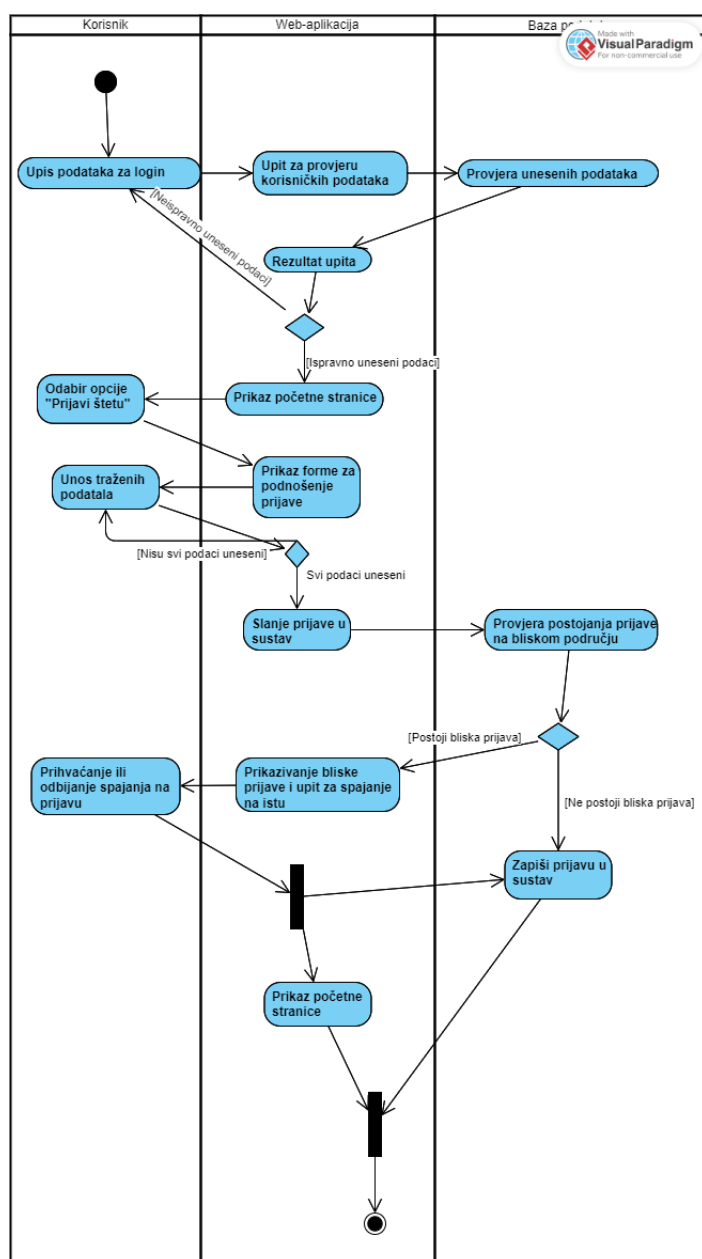 Korisnik
Web-aplikacija
Baza
Made with
VisualParadigm
For non-commercial use
Upis podataka za login
Upit za provjeru
korisničkih podataka
Provjera unesenih podataka
[Neispravno uneseni podaci]
Rezultat upita
[Ispravno uneseni podaci]
Odabir opcije
"Prijavi štetu"
Prikaz početne stranice
Prikaz forme za
podnošenje
prijave
Unos traženih
podatala
[Nisu svi podaci uneseni]
Svi podaci uneseni
Slanje prijave u
sustav
Provjera postojanja prijave
na bliskom području
[Postoji bliska prijava]
Prihvaćanje ili
odbijanje spajanja na
prijavu
Prikazivanje bliske
prijave i upit za spajanje
na istu
[Ne postoji bliska prijava]
Zapiši prijavu u
sustav
Prikaz početne
stranice